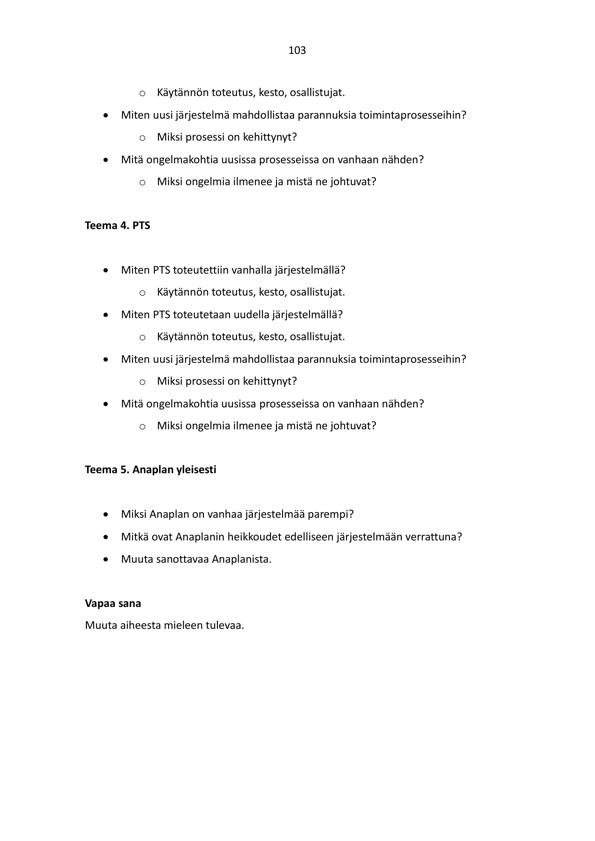 103
o Käytännön toteutus, kesto, osallistujat.
• Miten uusi järjestelmä mahdollistaa parannuksia toimintaprosesseihin?
o Miksi prosessi on kehittynyt?
• Mitä ongelmakohtia uusissa prosesseissa on vanhaan nähden?
o Miksi ongelmia ilmenee ja mistä ne johtuvat?
Teema 4. PTS
• Miten PTS toteutettiin vanhalla järjestelmällä?
o Käytännön toteutus, kesto, osallistujat.
• Miten PTS toteutetaan uudella järjestelmällä?
o Käytännön toteutus, kesto, osallistujat.
• Miten uusi järjestelmä mahdollistaa parannuksia toimintaprosesseihin?
o Miksi prosessi on kehittynyt?
• Mitä ongelmakohtia uusissa prosesseissa on vanhaan nähden?
o Miksi ongelmia ilmenee ja mistä ne johtuvat?
Teema 5. Anaplan yleisesti
• Miksi Anaplan on vanhaa järjestelmää parempi?
• Mitkä ovat Anaplanin heikkoudet edelliseen järjestelmään verrattuna?
• Muuta sanottavaa Anaplanista.
Vapaa sana
Muuta aiheesta mieleen tulevaa.